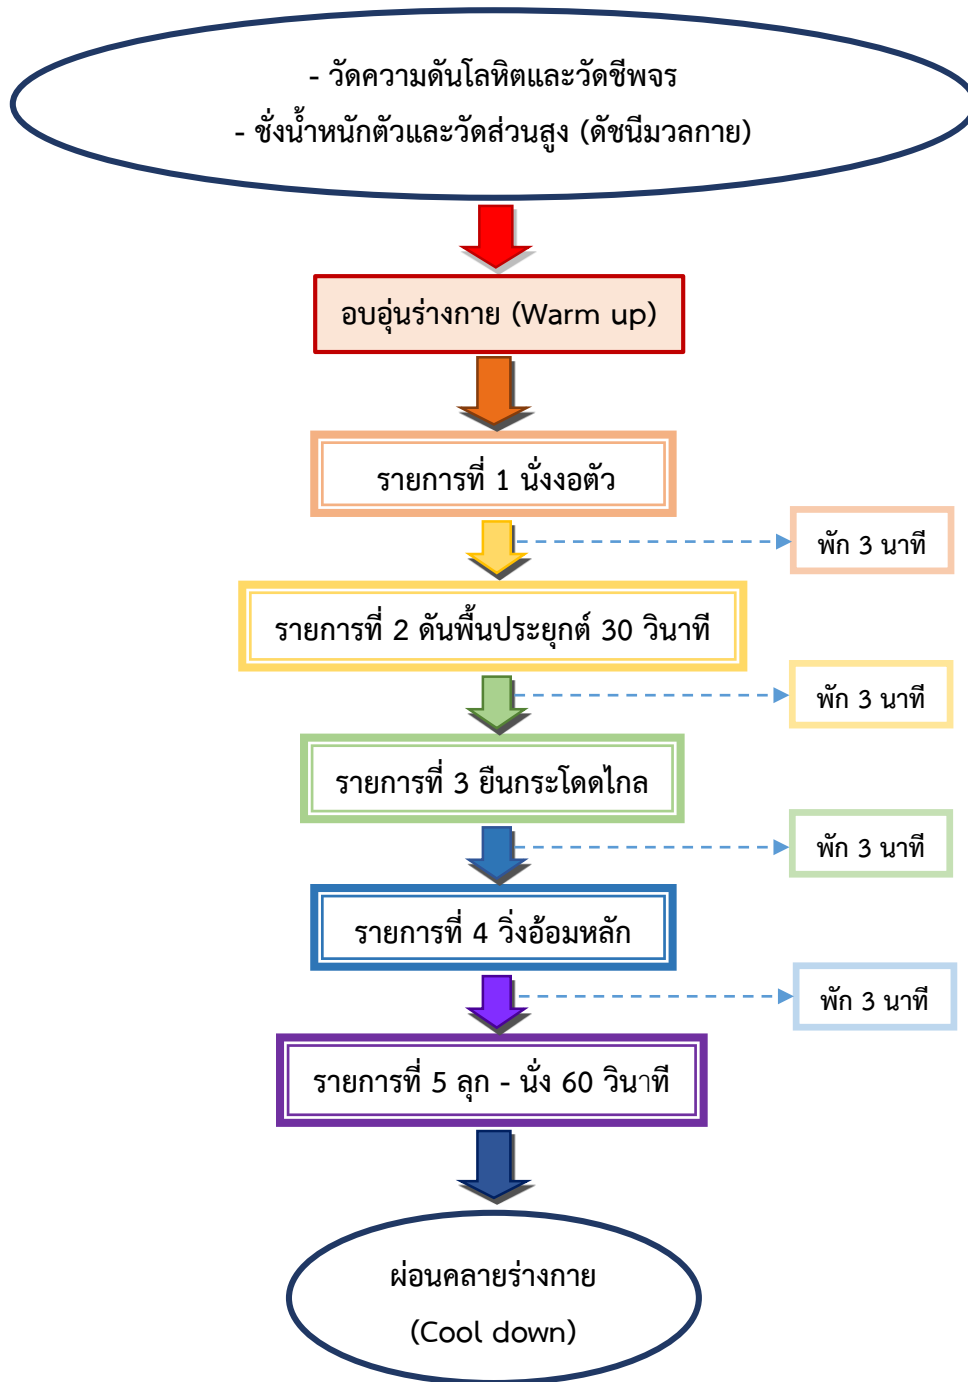 - วัดความดันโลหิตและวัดชีพจร
- ชั่งน้ำหนักตัวและวัดส่วนสูง (ดัชนีมวลกาย)
อบอุ่นร่างกาย (Warm up)
รายการที่ 1 นั่งงอตัว
พัก 3 นาที
รายการที่ 2 ดันพื้นประยุกต์ 30 วินาที
พัก 3 นาที
รายการที่ 3 ยืนกระโดดไกล
พัก 3 นาที
รายการที่ 4 วิ่งอ้อมหลัก
พัก 3 นาที
รายการที่ 5 ลุก - นั่ง 60 วินาที
ผ่อนคลายร่างกาย
(Cool down)